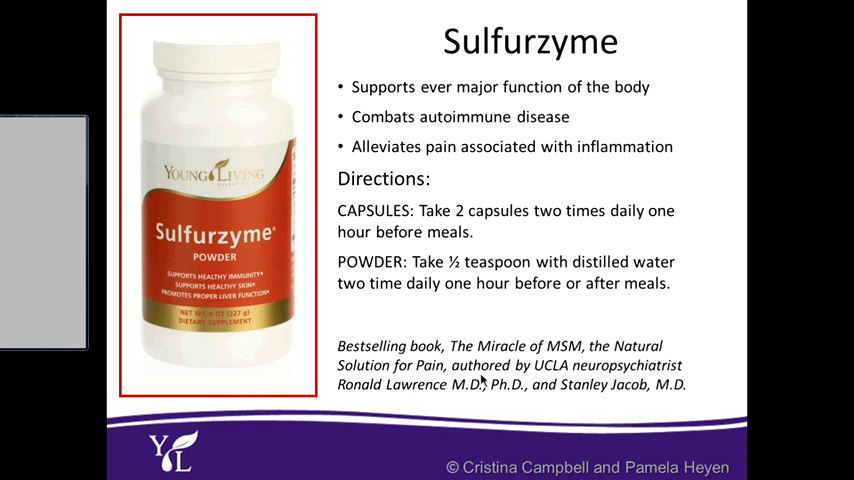 Sulfurzyme
• Supports ever major function of the body
• Combats autoimmune disease
• Alleviates pain associated with inflammation
Directions:
CAPSULES: Take 2 capsules two times daily one
hour before meals.
POWDER: Take ½ teaspoon with distilled water
two time daily one hour before or after meals.
Bestselling book, The Miracle of MSM, the Natural
Solution for Pain, authored by UCLA neuropsychiatrist
Ronald Lawrence M.D., Ph.D., and Stanley Jacob, M.D.
YOUNG LIVING
Sulfurzyme®
POWDER
SUPPORTS HEALTHY IMMUNITY+
SUPPORTS HEALTHY SKIN+
PROMOTES PROPER LIVER FUNCTION+
NET WT. 8 OZ (227 g)
DIETARY SUPPLEMENT
Y L
© Cristina Campbell and Pamela Heyen